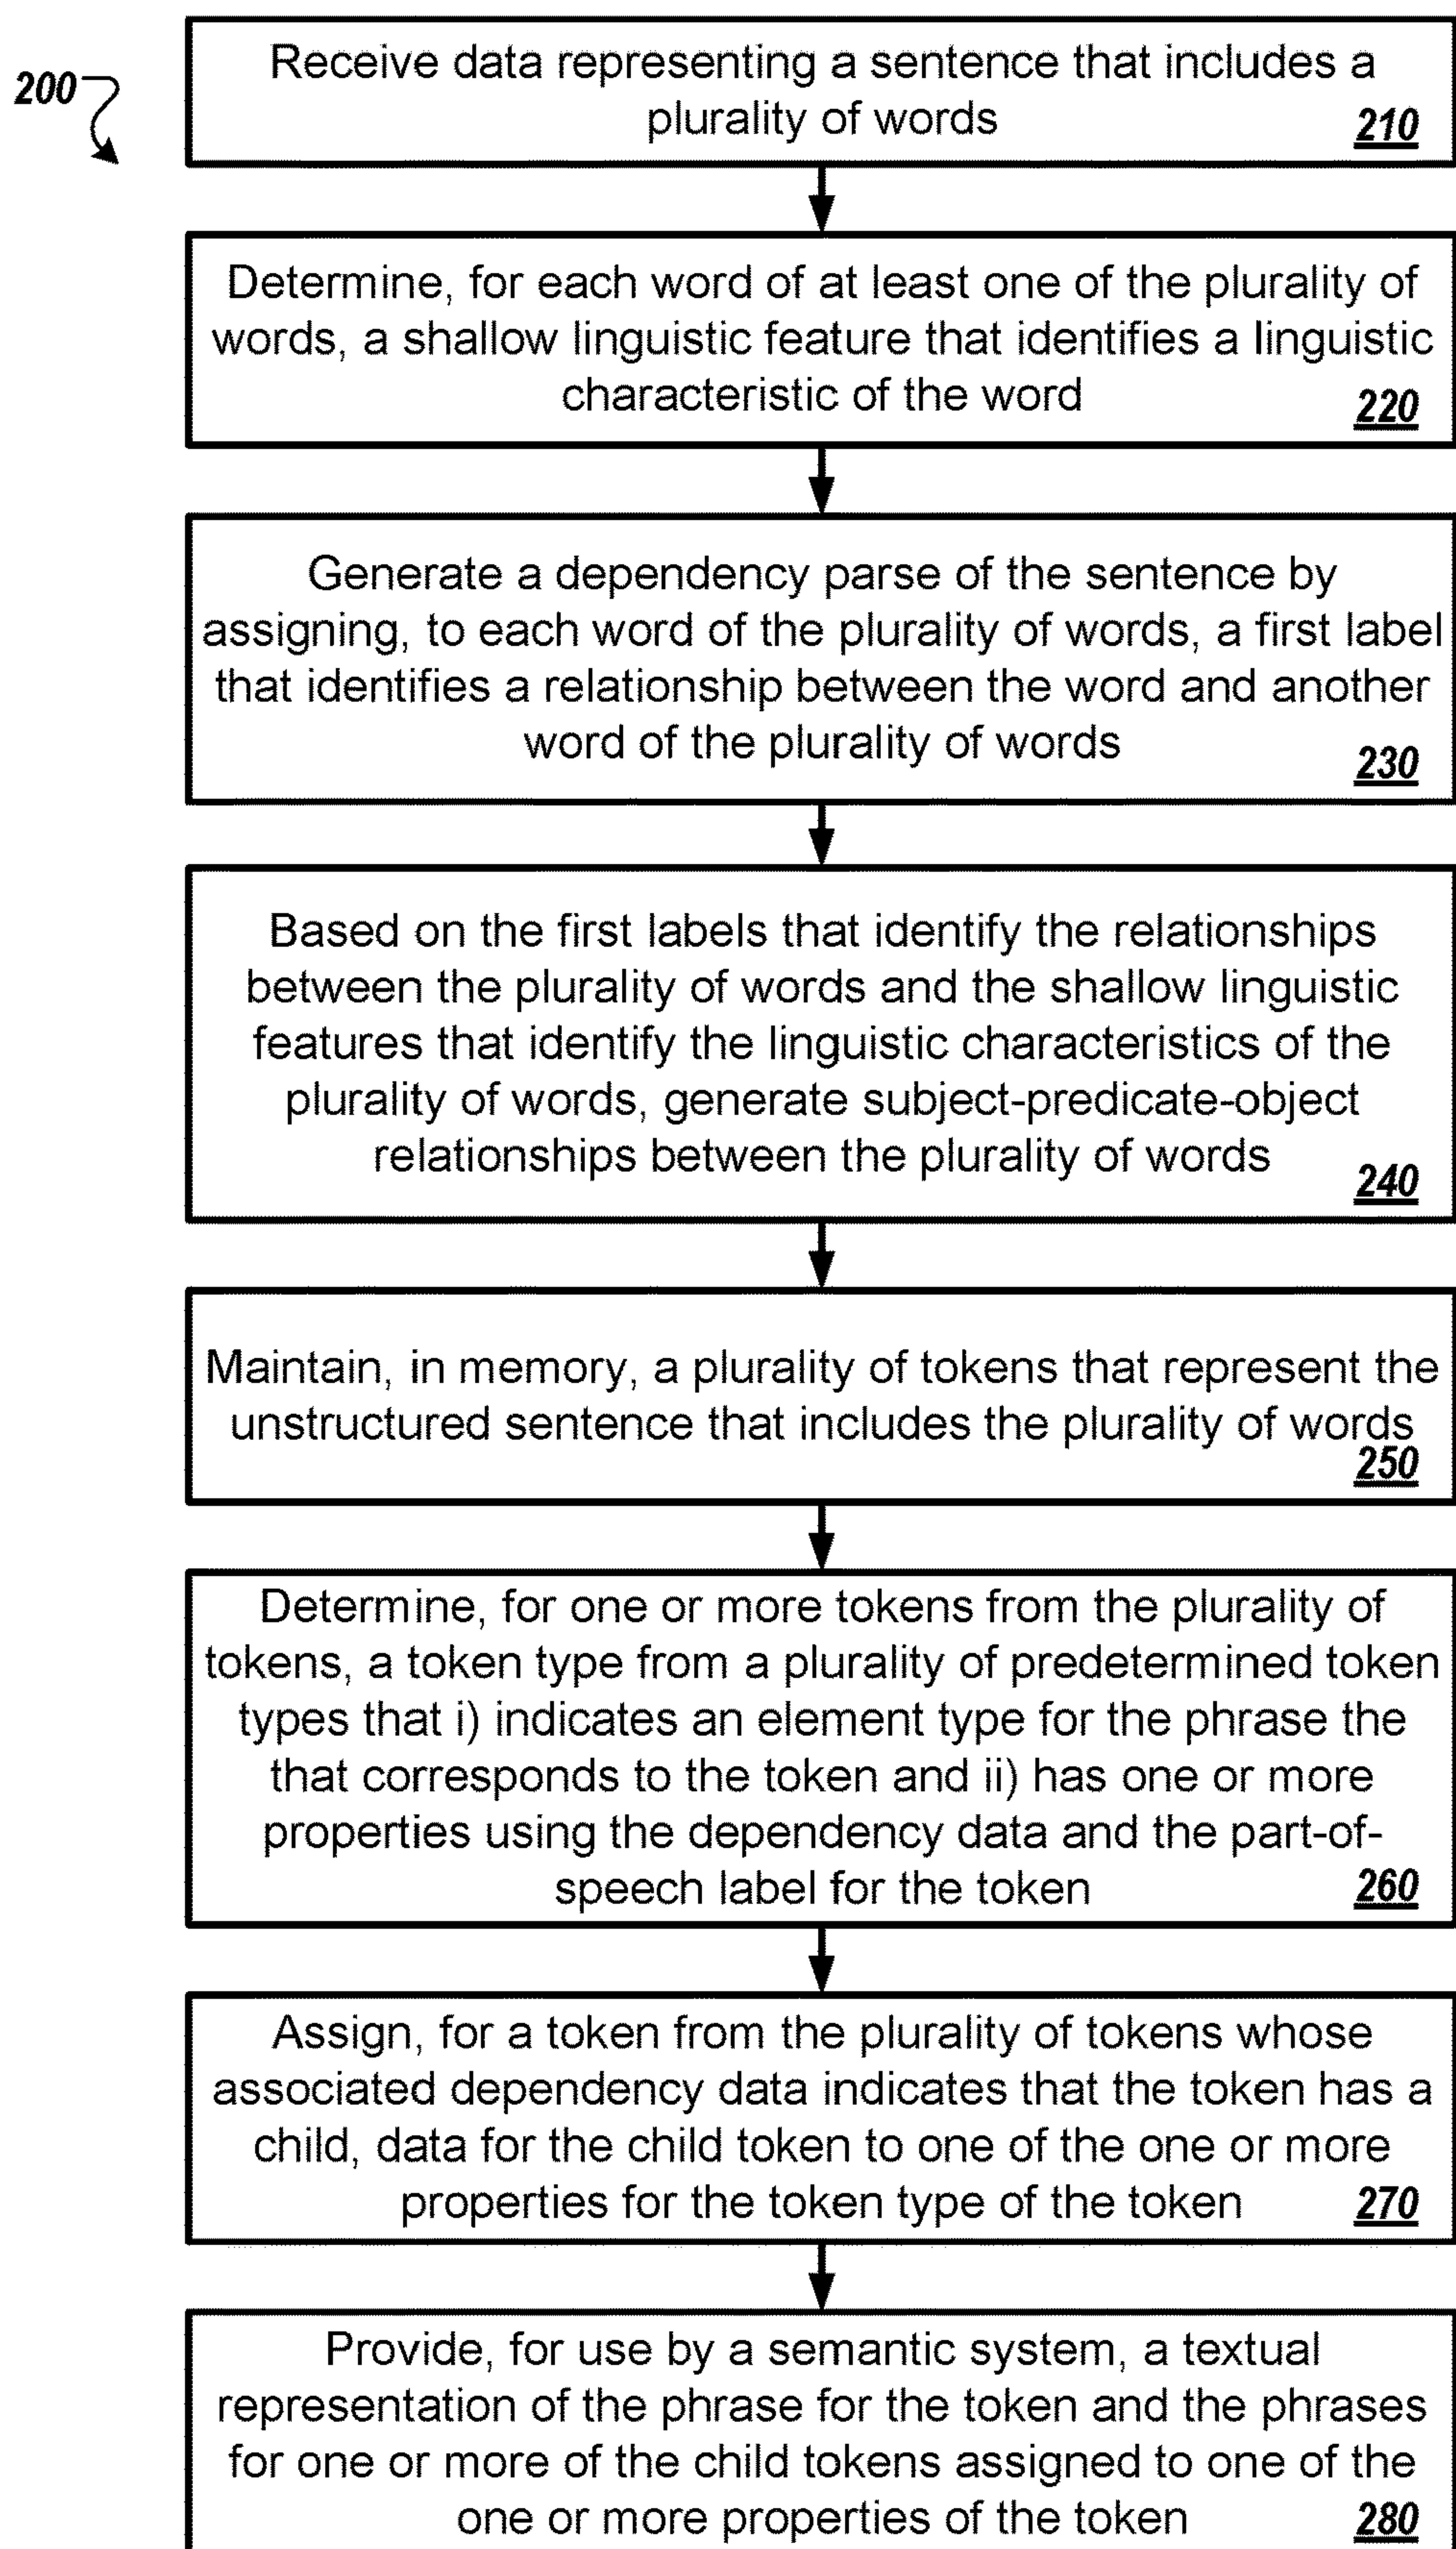 200
Receive data representing a sentence that includes a
plurality of words
210
Determine, for each word of at least one of the plurality of
words, a shallow linguistic feature that identifies a linguistic
characteristic of the word
220
Generate a dependency parse of the sentence by
assigning, to each word of the plurality of words, a first label
that identifies a relationship between the word and another
word of the plurality of words
230
Based on the first labels that identify the relationships
between the plurality of words and the shallow linguistic
features that identify the linguistic characteristics of the
plurality of words, generate subject-predicate-object
relationships between the plurality of words
240
Maintain, in memory, a plurality of tokens that represent the
unstructured sentence that includes the plurality of words
250
Determine, for one or more tokens from the plurality of
tokens, a token type from a plurality of predetermined token
types that i) indicates an element type for the phrase the
that corresponds to the token and ii) has one or more
properties using the dependency data and the part-of-
speech label for the token
260
Assign, for a token from the plurality of tokens whose
associated dependency data indicates that the token has a
child, data for the child token to one of the one or more
properties for the token type of the token
270
Provide, for use by a semantic system, a textual
representation of the phrase for the token and the phrases
for one or more of the child tokens assigned to one of the
one or more properties of the token
280